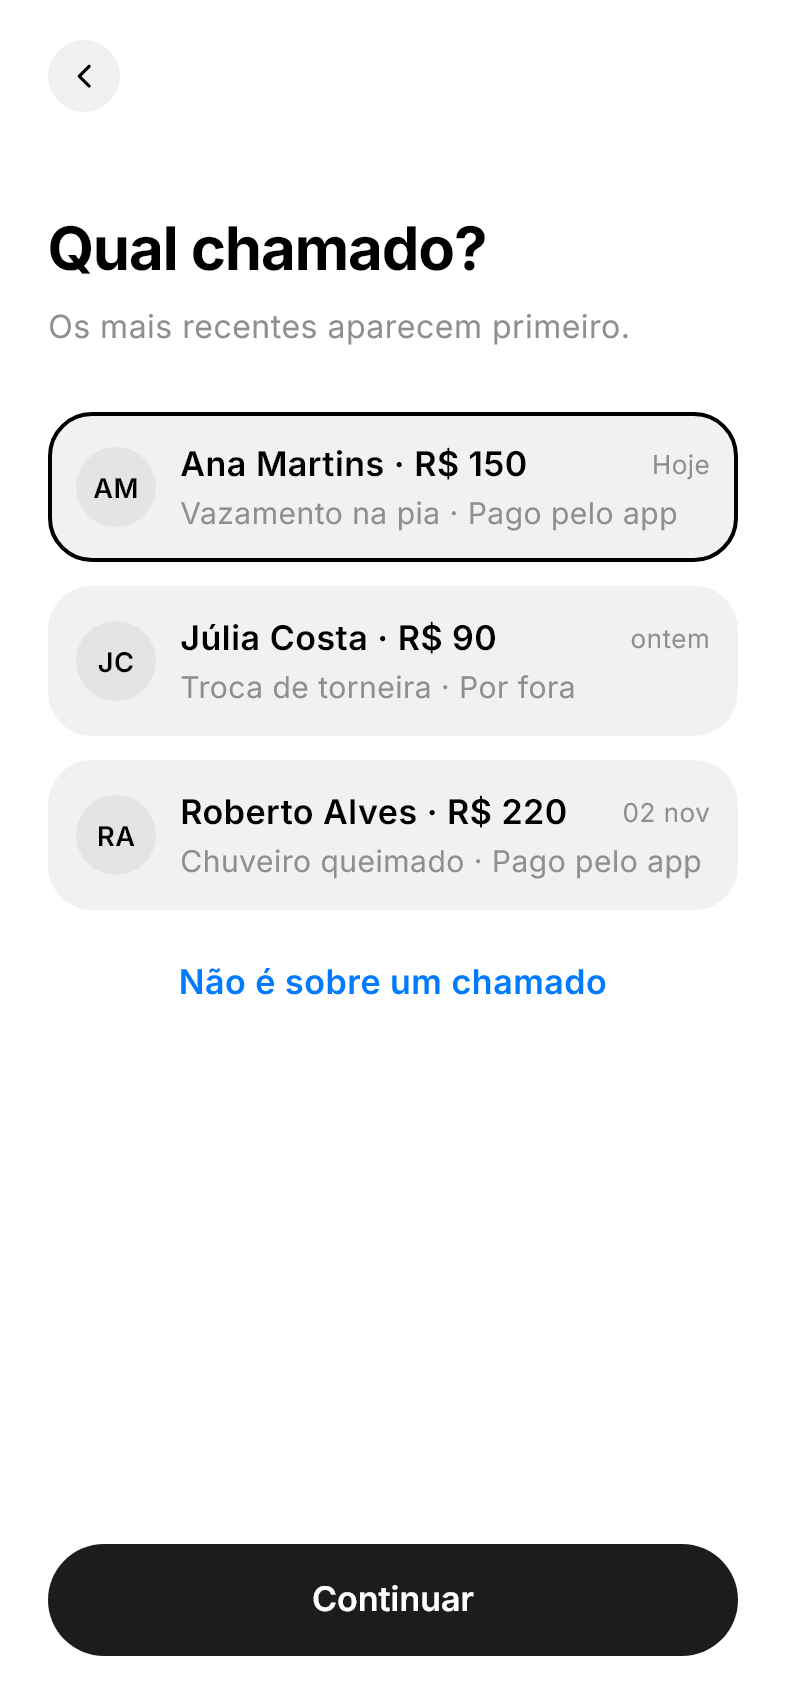 Qual chamado?
Os mais recentes aparecem primeiro.
AM
Ana Martins · R$ 150
Hoje
Vazamento na pia · Pago pelo app
JC
Júlia Costa · R$ 90
ontem
Troca de torneira · Por fora
RA
Roberto Alves · R$ 220
02 nov
Chuveiro queimado · Pago pelo app
Não é sobre um chamado
Continuar